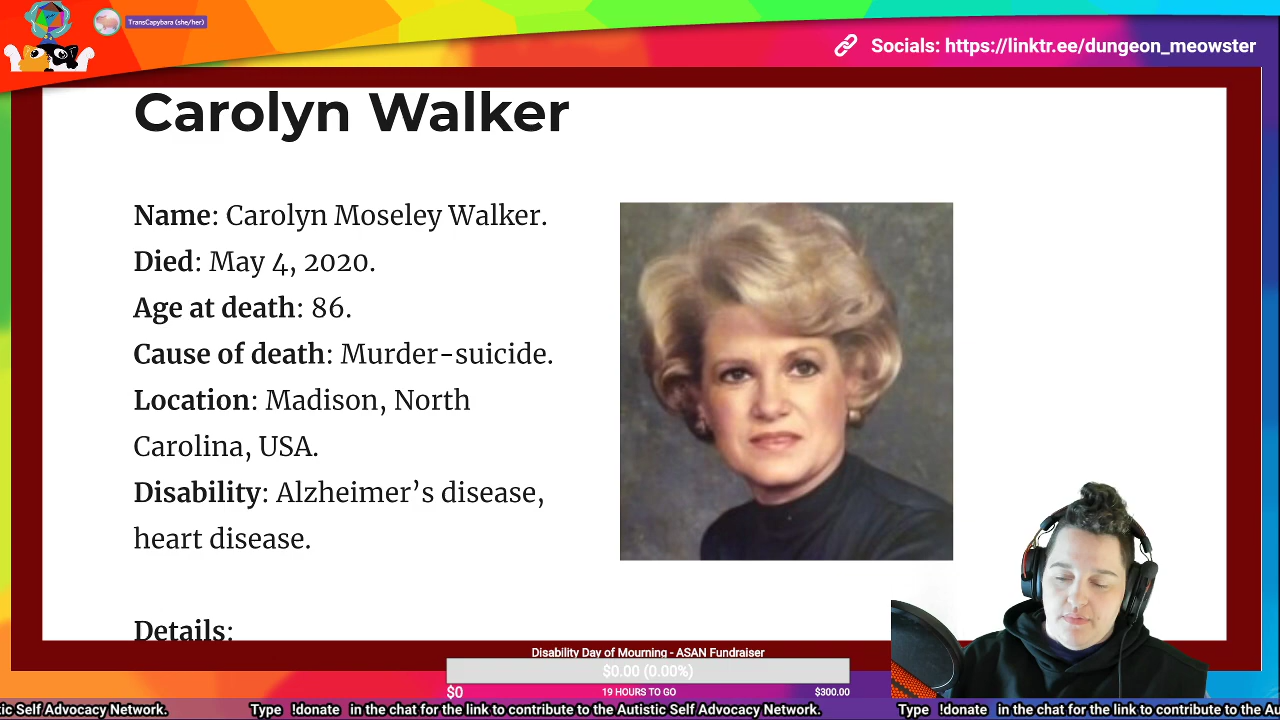 TransCapybara (she/her)
Socials: https://linktr.ee/dungeon_meowster
Carolyn Walker
Name: Carolyn Moseley Walker.
Died: May 4, 2020.
Age at death: 86.
Cause of death: Murder-suicide.
Location: Madison, North
Carolina, USA.
Disability: Alzheimer’s disease,
heart disease.
Details:
Disability Day of Mourning - ASAN Fundraiser
$0.00 (0.00%)
$0 19 HOURS TO GO $300.00
tic Self Advocacy Network. Type !donate in the chat for the link to contribute to the Autistic Self Advocacy Network. Type !donate in the chat for the link to contribute to the Au